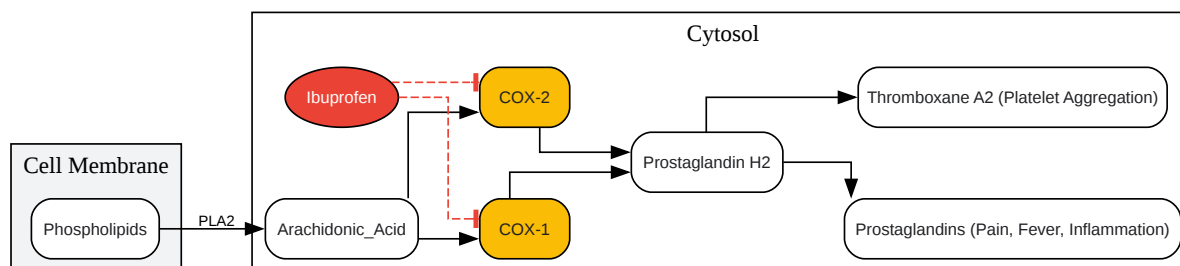 Cytosol
Ibuprofen
COX-2
Thromboxane A2 (Platelet Aggregation)
Cell Membrane
Prostaglandin H2
Phospholipids
PLA2
Arachidonic_Acid
COX-1
Prostaglandins (Pain, Fever, Inflammation)